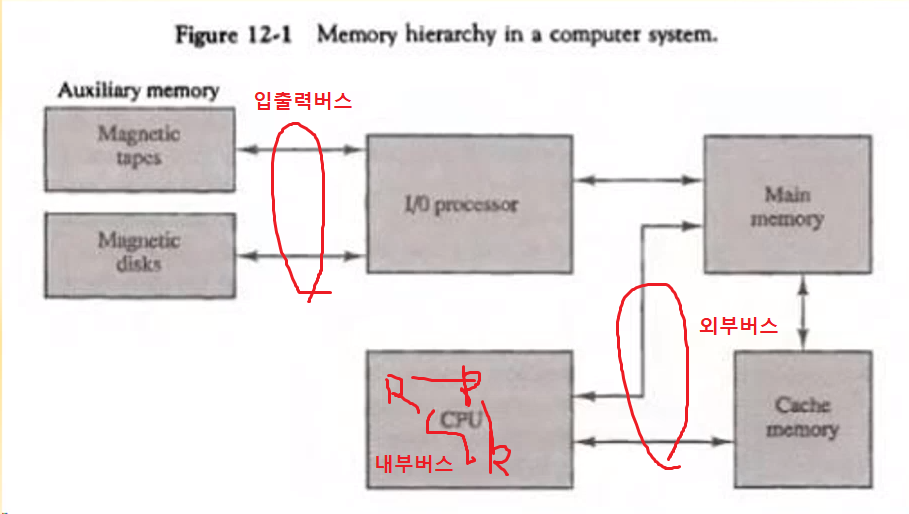 Figure 12-1 Memory hierarchy in a computer system.
Auxiliary memory
입출력버스
Magnetic
tapes
I/0 processor
Main
memory
Magnetic
disks
외부버스
R R
CPU
Cache
memory
내부버스 R